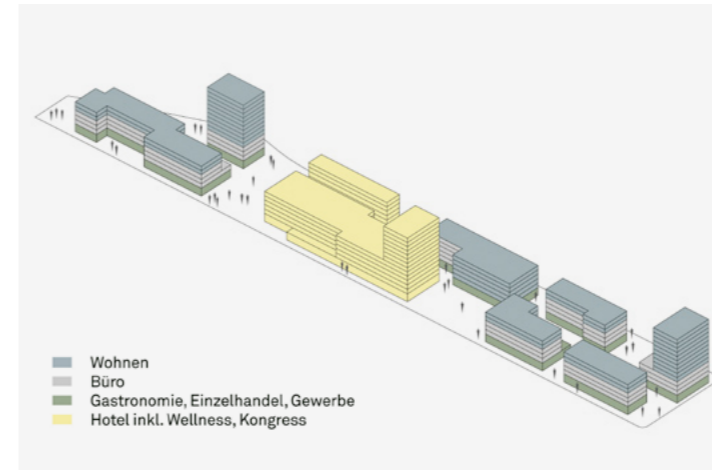 Wohnen
Büro
Gastronomie, Einzelhandel, Gewerbe
Hotel inkl. Wellness, Kongress